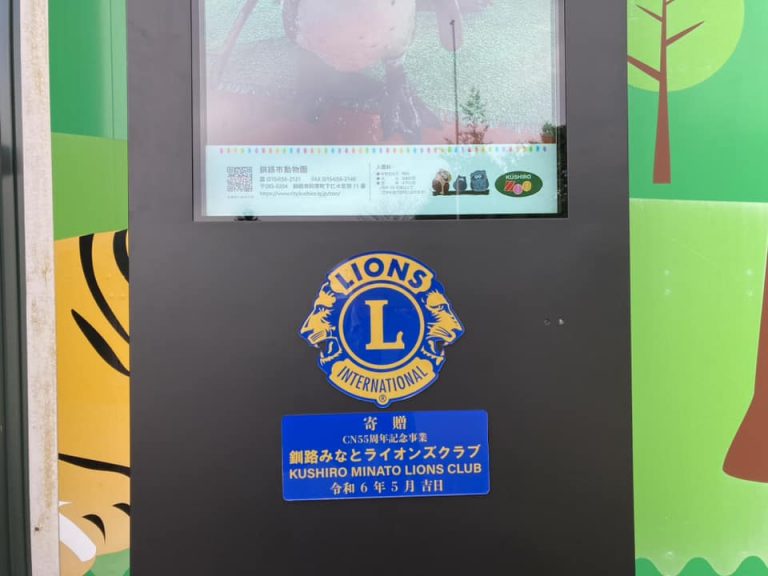 釧路市動物園
KUSHIRO
ZOO
LIONS
L
INTERNATIONAL
®
寄贈
CN55周年記念事業
釧路みなとライオンズクラブ
KUSHIRO MINATO LIONS CLUB
令和6年5月吉日